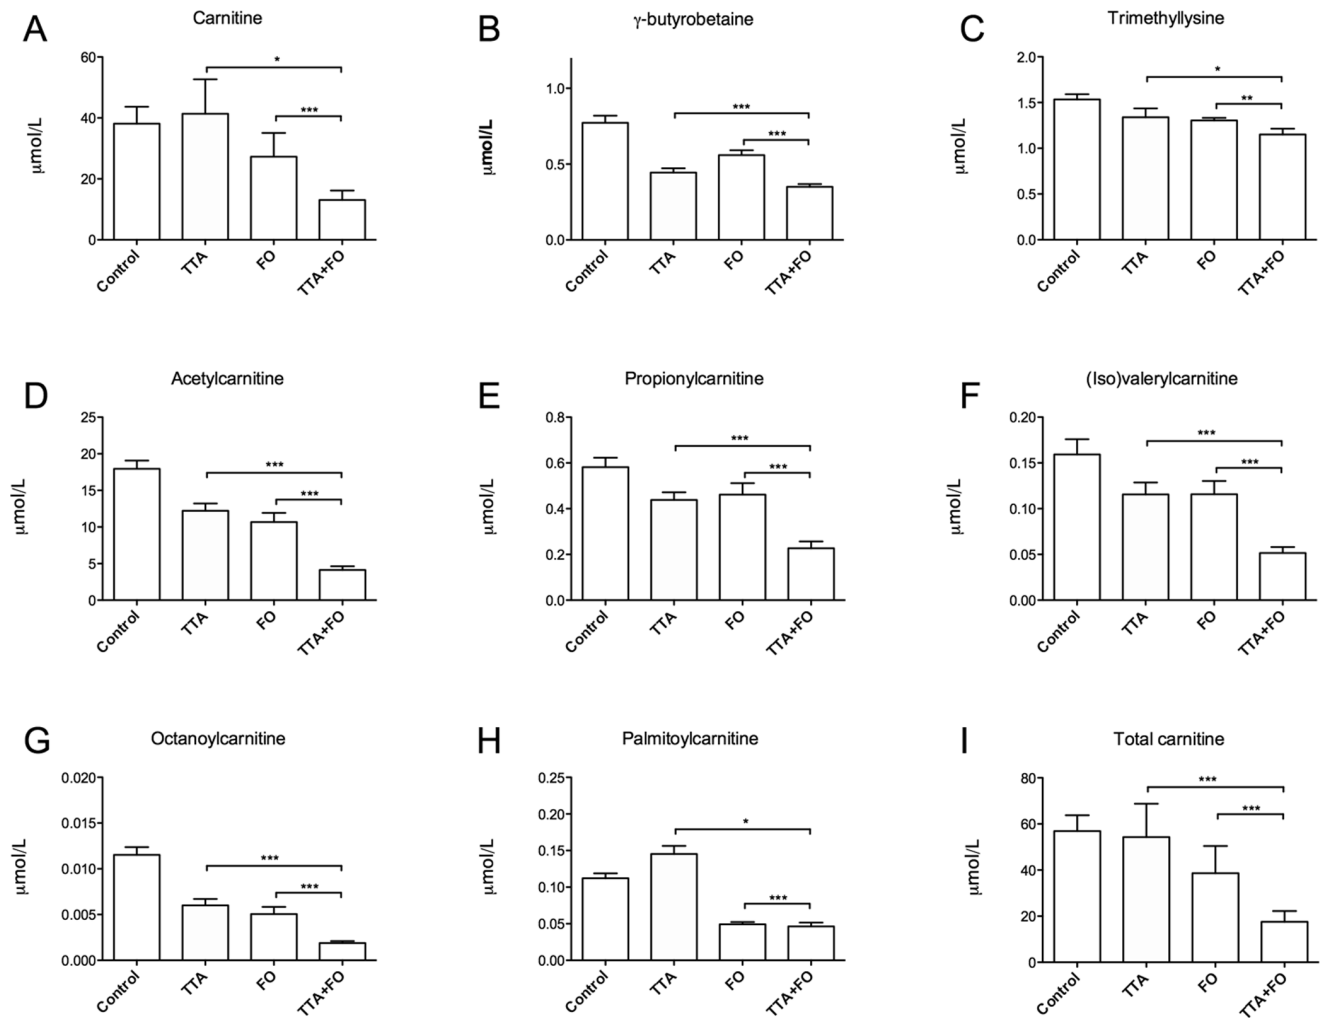 A
Carnitine
μmol/L
60
40
20
0
*
***
Control
TTA
FO
TTA+FO
B
γ-butyrobetaine
μmol/L
1.0
0.5
0.0
***
***
Control
TTA
FO
TTA+FO
C
Trimethyllysine
μmol/L
2.0
1.5
1.0
0.5
0.0
*
**
Control
TTA
FO
TTA+FO
D
Acetylcarnitine
μmol/L
25
20
15
10
5
0
***
***
Control
TTA
FO
TTA+FO
E
Propionylcarnitine
μmol/L
0.8
0.6
0.4
0.2
0.0
***
***
Control
TTA
FO
TTA+FO
F
(Iso)valerylcarnitine
μmol/L
0.20
0.15
0.10
0.05
0.00
***
***
Control
TTA
FO
TTA+FO
G
Octanoylcarnitine
μmol/L
0.020
0.015
0.010
0.005
0.000
***
***
Control
TTA
FO
TTA+FO
H
Palmitoylcarnitine
μmol/L
0.25
0.20
0.15
0.10
0.05
0.00
*
***
Control
TTA
FO
TTA+FO
I
Total carnitine
μmol/L
80
60
40
20
0
***
***
Control
TTA
FO
TTA+FO